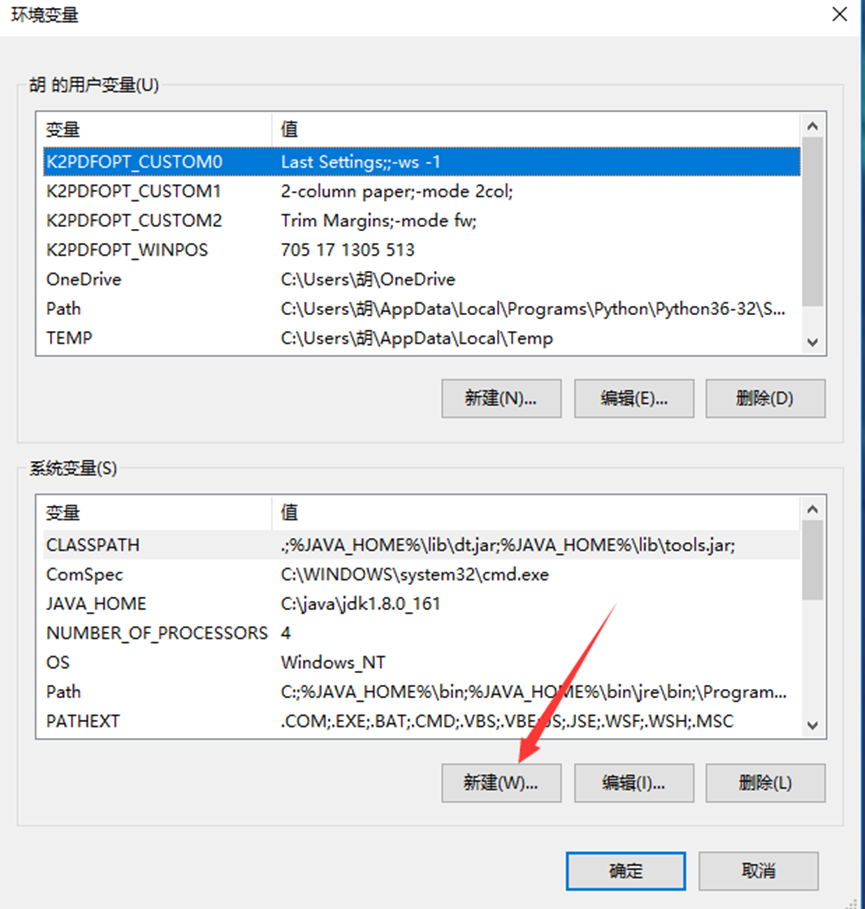 环境变量
胡 的用户变量(U)
变量 值
K2PDFOPT_CUSTOM0 Last Settings;;-ws -1
K2PDFOPT_CUSTOM1 2-column paper;-mode 2col;
K2PDFOPT_CUSTOM2 Trim Margins;-mode fw;
K2PDFOPT_WINPOS 705 17 1305 513
OneDrive C:\Users\胡\OneDrive
Path C:\Users\胡\AppData\Local\Programs\Python\Python36-32\S...
TEMP C:\Users\胡\AppData\Local\Temp
新建(N)... 编辑(E)... 删除(D)
系统变量(S)
变量 值
CLASSPATH .;%JAVA_HOME%\lib\dt.jar;%JAVA_HOME%\lib\tools.jar;
ComSpec C:\WINDOWS\system32\cmd.exe
JAVA_HOME C:\java\jdk1.8.0_161
NUMBER_OF_PROCESSORS 4
OS Windows_NT
Path C:;%JAVA_HOME%\bin;%JAVA_HOME%\bin\jre\bin;\Program...
PATHEXT .COM;.EXE;.BAT;.CMD;.VBS;.VBE;.JS;.JSE;.WSF;.WSH;.MSC
新建(W)... 编辑(I)... 删除(L)
确定 取消